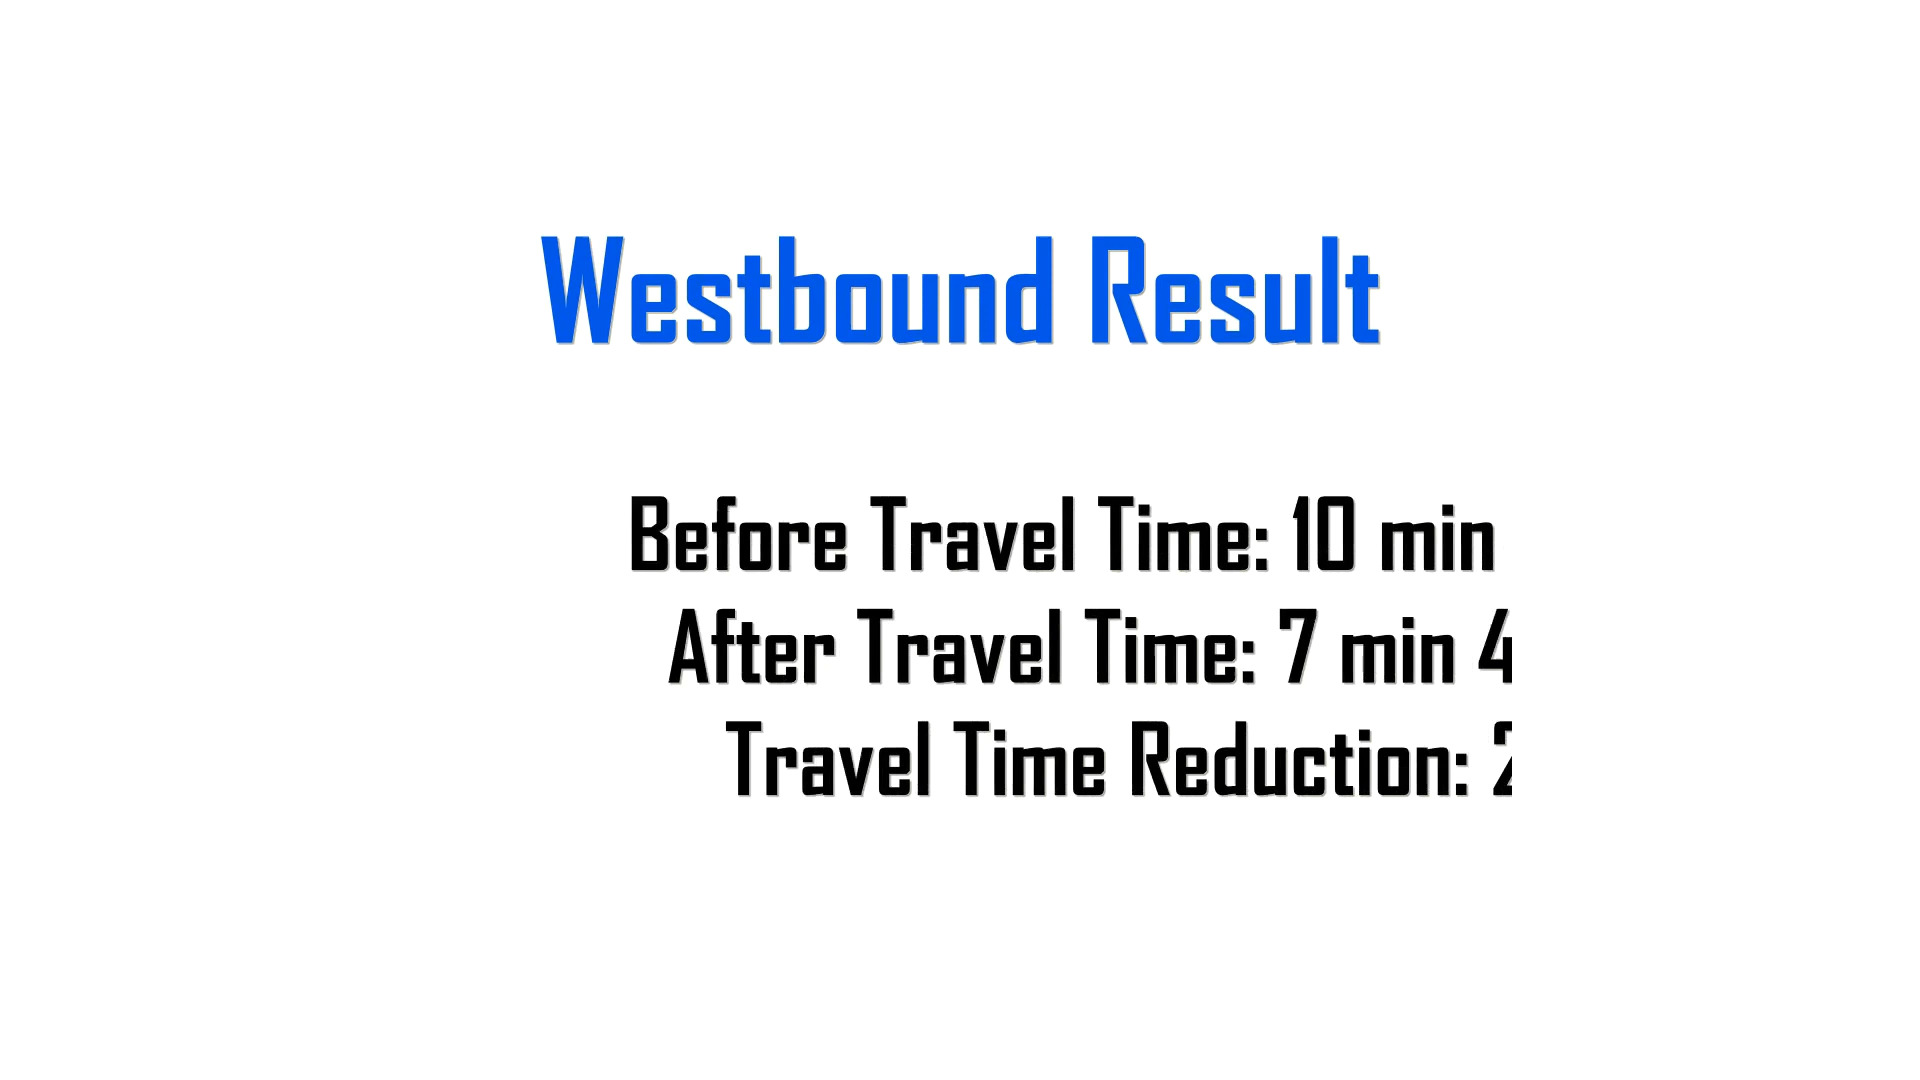 Westbound Result
Before Travel Time: 10 min
After Travel Time: 7 min
Travel Time Reduction: